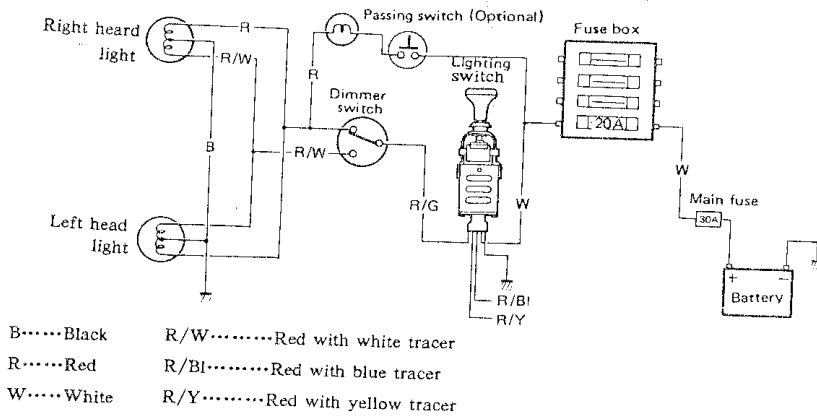 Passing switch (Optional)
R
Right heard
light
R/W
Fuse box
R
Lighting
switch
Dimmer
switch
20A
B
R/W
W
R/G
W
Main fuse
30A
Left head
light
+ −
Battery
R/Bl
R/Y
B······Black R/W·········Red with white tracer
R······Red R/Bl·········Red with blue tracer
W·····White R/Y·········Red with yellow tracer